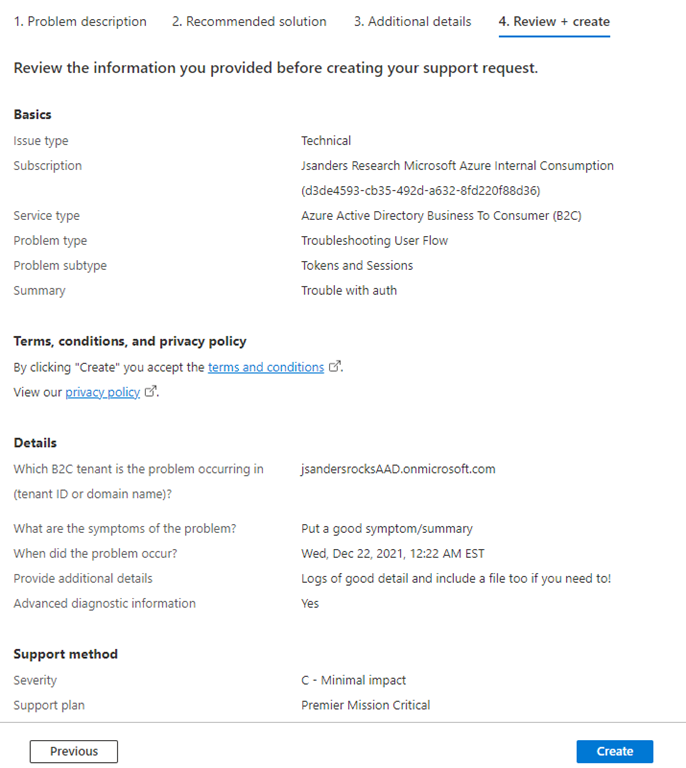 1. Problem description 2. Recommended solution 3. Additional details 4. Review + create
Review the information you provided before creating your support request.
Basics
Issue type Technical
Subscription Jsanders Research Microsoft Azure Internal Consumption
(d3de4593-cb35-492d-a632-8fd220f88d36)
Service type Azure Active Directory Business To Consumer (B2C)
Problem type Troubleshooting User Flow
Problem subtype Tokens and Sessions
Summary Trouble with auth
Terms, conditions, and privacy policy
By clicking "Create" you accept the terms and conditions.
View our privacy policy.
Details
Which B2C tenant is the problem occurring in jsandersrocksAAD.onmicrosoft.com
(tenant ID or domain name)?
What are the symptoms of the problem? Put a good symptom/summary
When did the problem occur? Wed, Dec 22, 2021, 12:22 AM EST
Provide additional details Logs of good detail and include a file too if you need to!
Advanced diagnostic information Yes
Support method
Severity C - Minimal impact
Support plan Premier Mission Critical
Previous Create